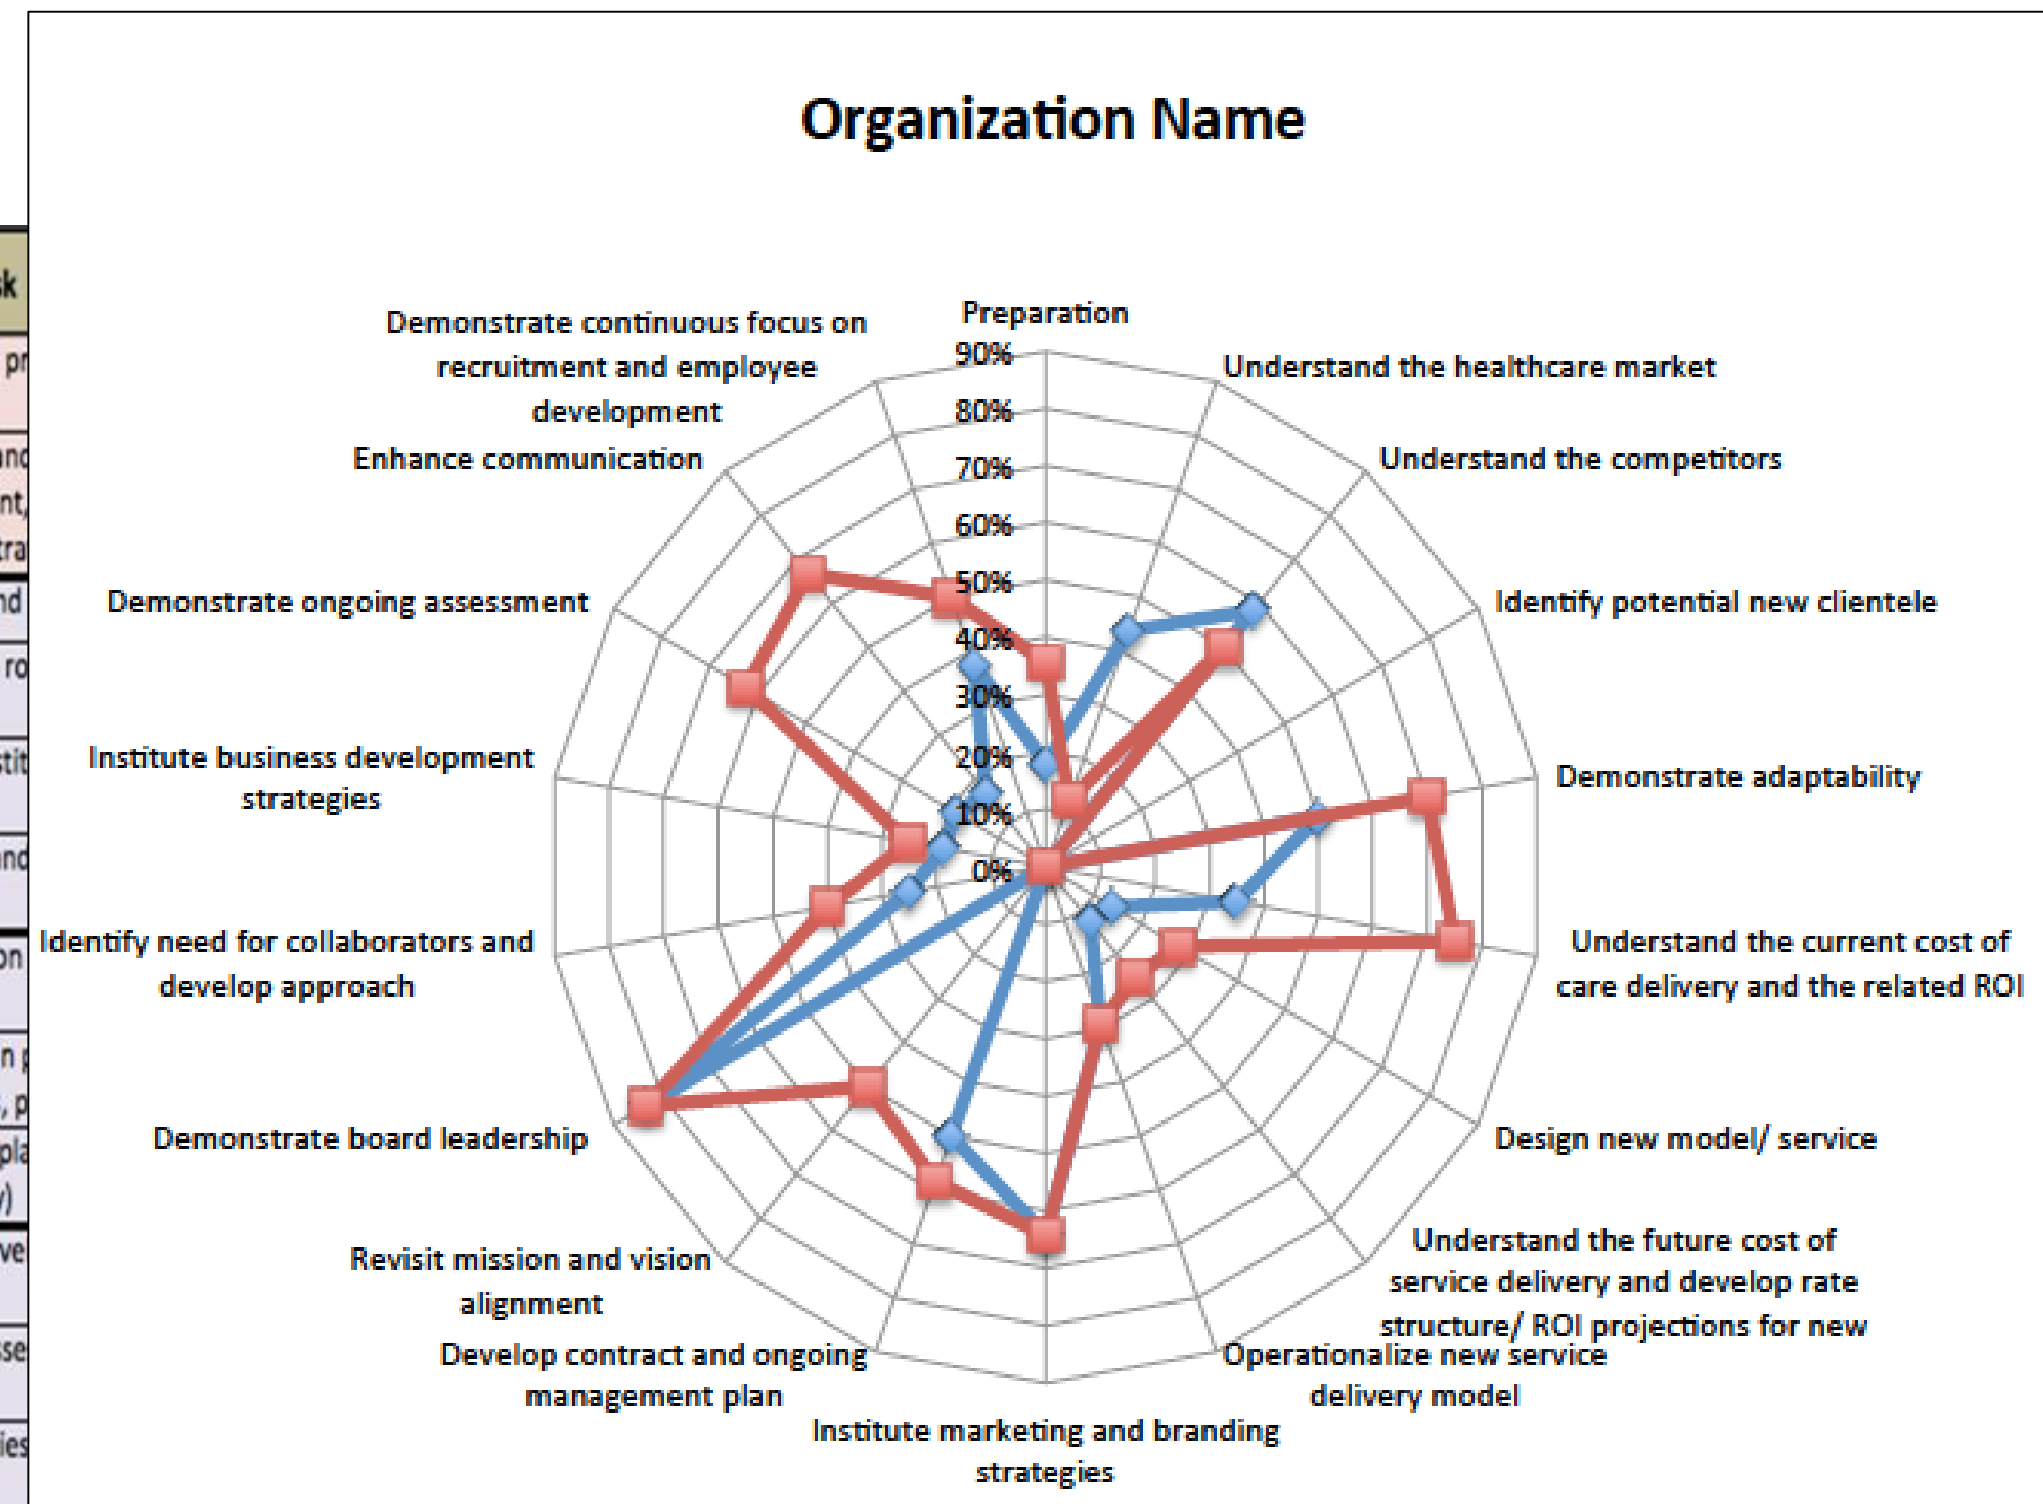 Organization Name
Preparation
Understand the healthcare market
Understand the competitors
Identify potential new clientele
Demonstrate adaptability
Understand the current cost of
care delivery and the related ROI
Design new model/ service
Understand the future cost of
service delivery and develop rate
structure/ ROI projections for new
Operationalize new service
delivery model
Institute marketing and branding
strategies
Develop contract and ongoing
management plan
Revisit mission and vision
alignment
Demonstrate board leadership
Identify need for collaborators and
develop approach
Institute business development
strategies
Demonstrate ongoing assessment
Enhance communication
Demonstrate continuous focus on
recruitment and employee
development
90%
80%
70%
60%
50%
40%
30%
20%
10%
0%